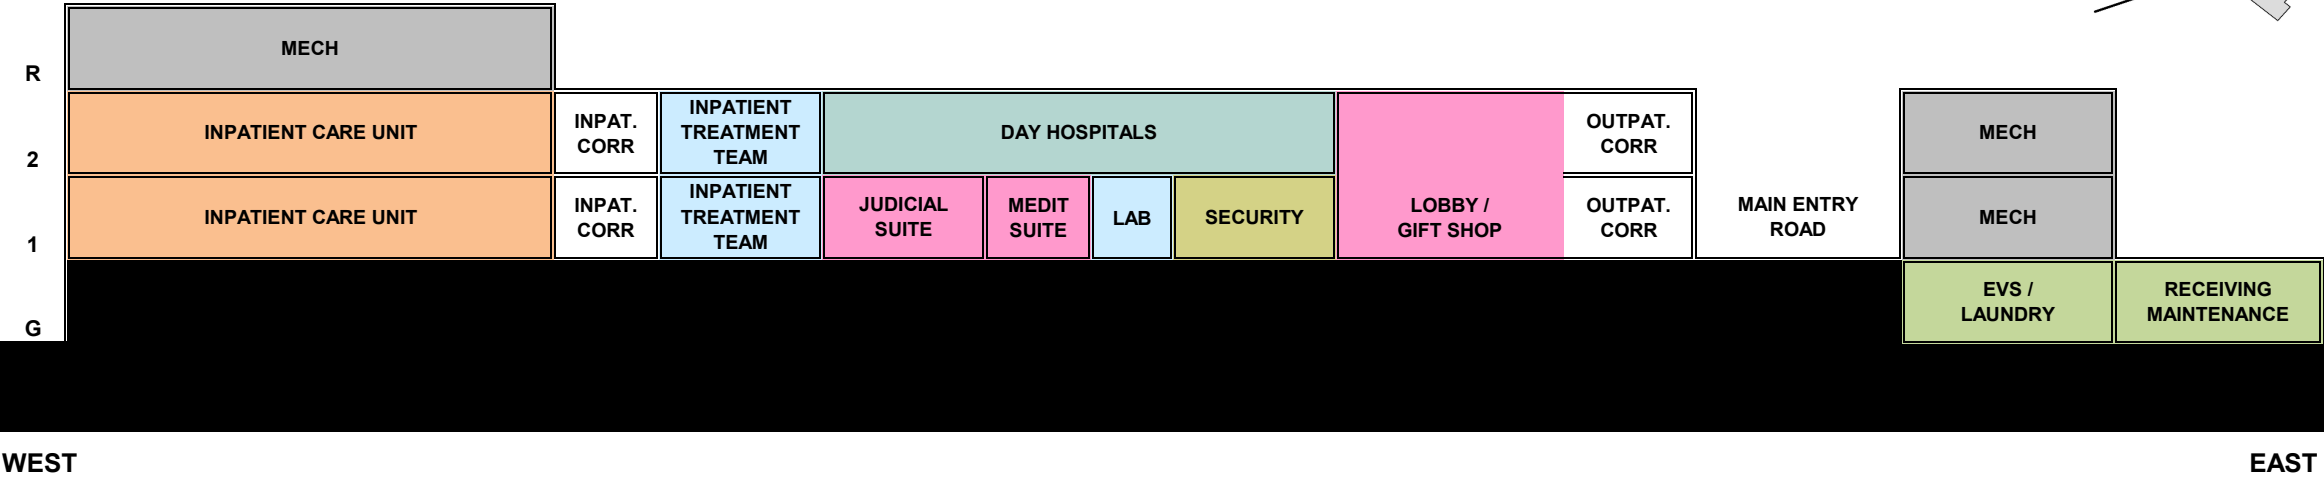 MECH
R
INPATIENT CARE UNIT
INPAT.
CORR
INPATIENT
TREATMENT
TEAM
DAY HOSPITALS
OUTPAT.
CORR
MECH
2
INPATIENT CARE UNIT
INPAT.
CORR
INPATIENT
TREATMENT
TEAM
JUDICIAL
SUITE
MEDIT
SUITE
LAB
SECURITY
LOBBY /
GIFT SHOP
OUTPAT.
CORR
MAIN ENTRY
ROAD
MECH
1
EVS /
LAUNDRY
RECEIVING
MAINTENANCE
G
WEST
EAST